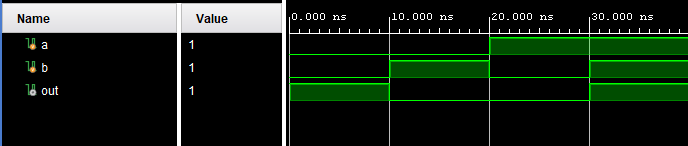 Name Value 0.000 ns 10.000 ns 20.000 ns 30.000 ns
a 1
b 1
out 1